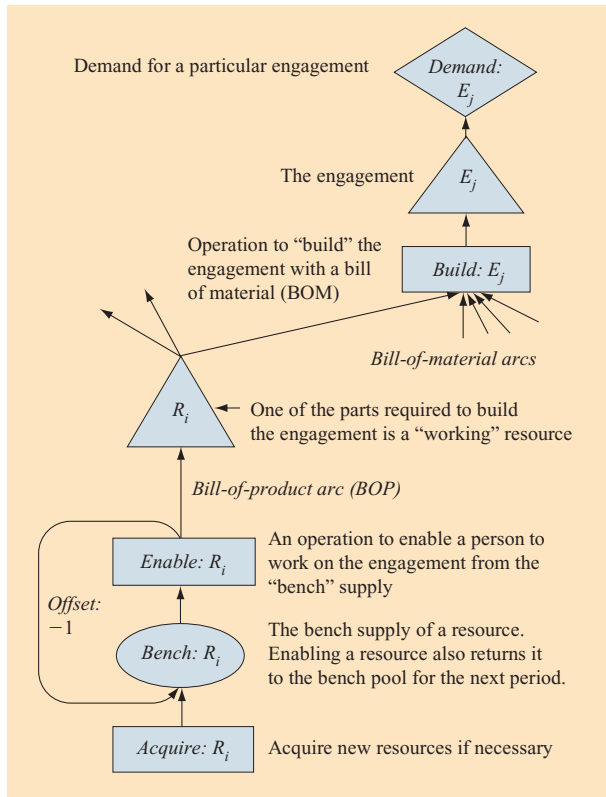 Demand for a particular engagement
Demand:
E_j
The engagement
E_j
Operation to “build” the
engagement with a bill
of material (BOM)
Build: E_j
Bill-of-material arcs
R_i
One of the parts required to build
the engagement is a “working” resource
Bill-of-product arc (BOP)
Enable: R_i
An operation to enable a person to
work on the engagement from the
“bench” supply
Offset:
−1
Bench: R_i
The bench supply of a resource.
Enabling a resource also returns it
to the bench pool for the next period.
Acquire: R_i
Acquire new resources if necessary